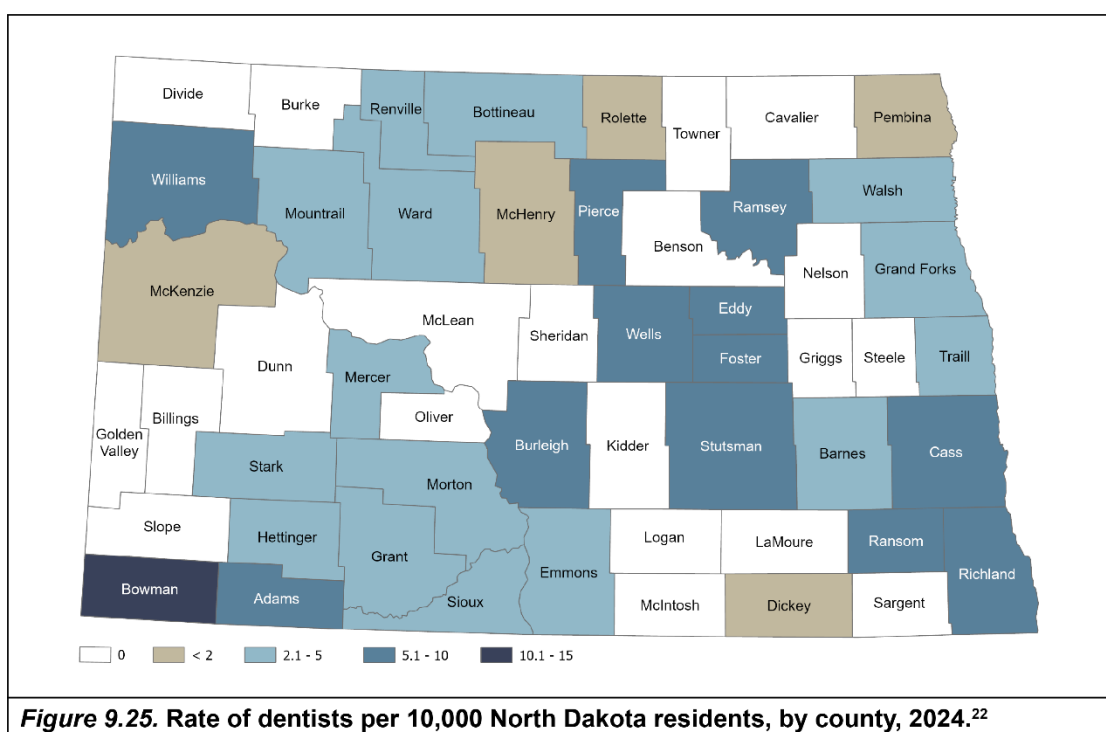 Divide
Burke
Renville
Bottineau
Rolette
Towner
Cavalier
Pembina
Williams
Mountrail
Ward
McHenry
Pierce
Ramsey
Walsh
Benson
Nelson
Grand Forks
McKenzie
McLean
Sheridan
Wells
Eddy
Foster
Griggs
Steele
Traill
Dunn
Mercer
Oliver
Golden
Valley
Billings
Burleigh
Kidder
Stutsman
Barnes
Cass
Stark
Morton
Slope
Hettinger
Grant
Emmons
Logan
LaMoure
Ransom
Richland
Bowman
Adams
Sioux
McIntosh
Dickey
Sargent
0 < 2 2.1 - 5 5.1 - 10 10.1 - 15
Figure 9.25. Rate of dentists per 10,000 North Dakota residents, by county, 2024.²²